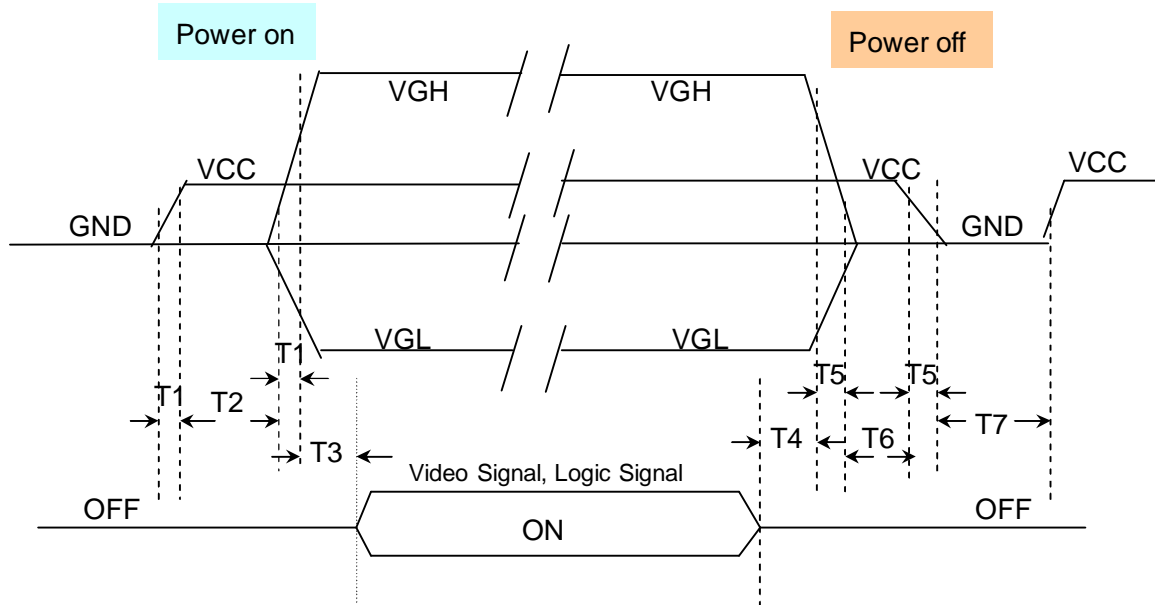 Power on
Power off
VGH
VGH
VCC
VCC
VCC
GND
GND
VGL
VGL
T1
T5
T5
T1
T2
T7
T3
T4
T6
Video Signal, Logic Signal
OFF
ON
OFF